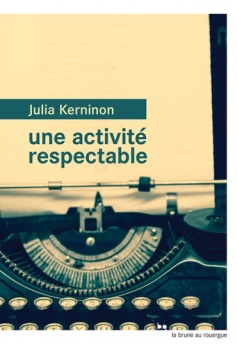 Julia Kerninon
une activité
respectable
la brune au rouergue